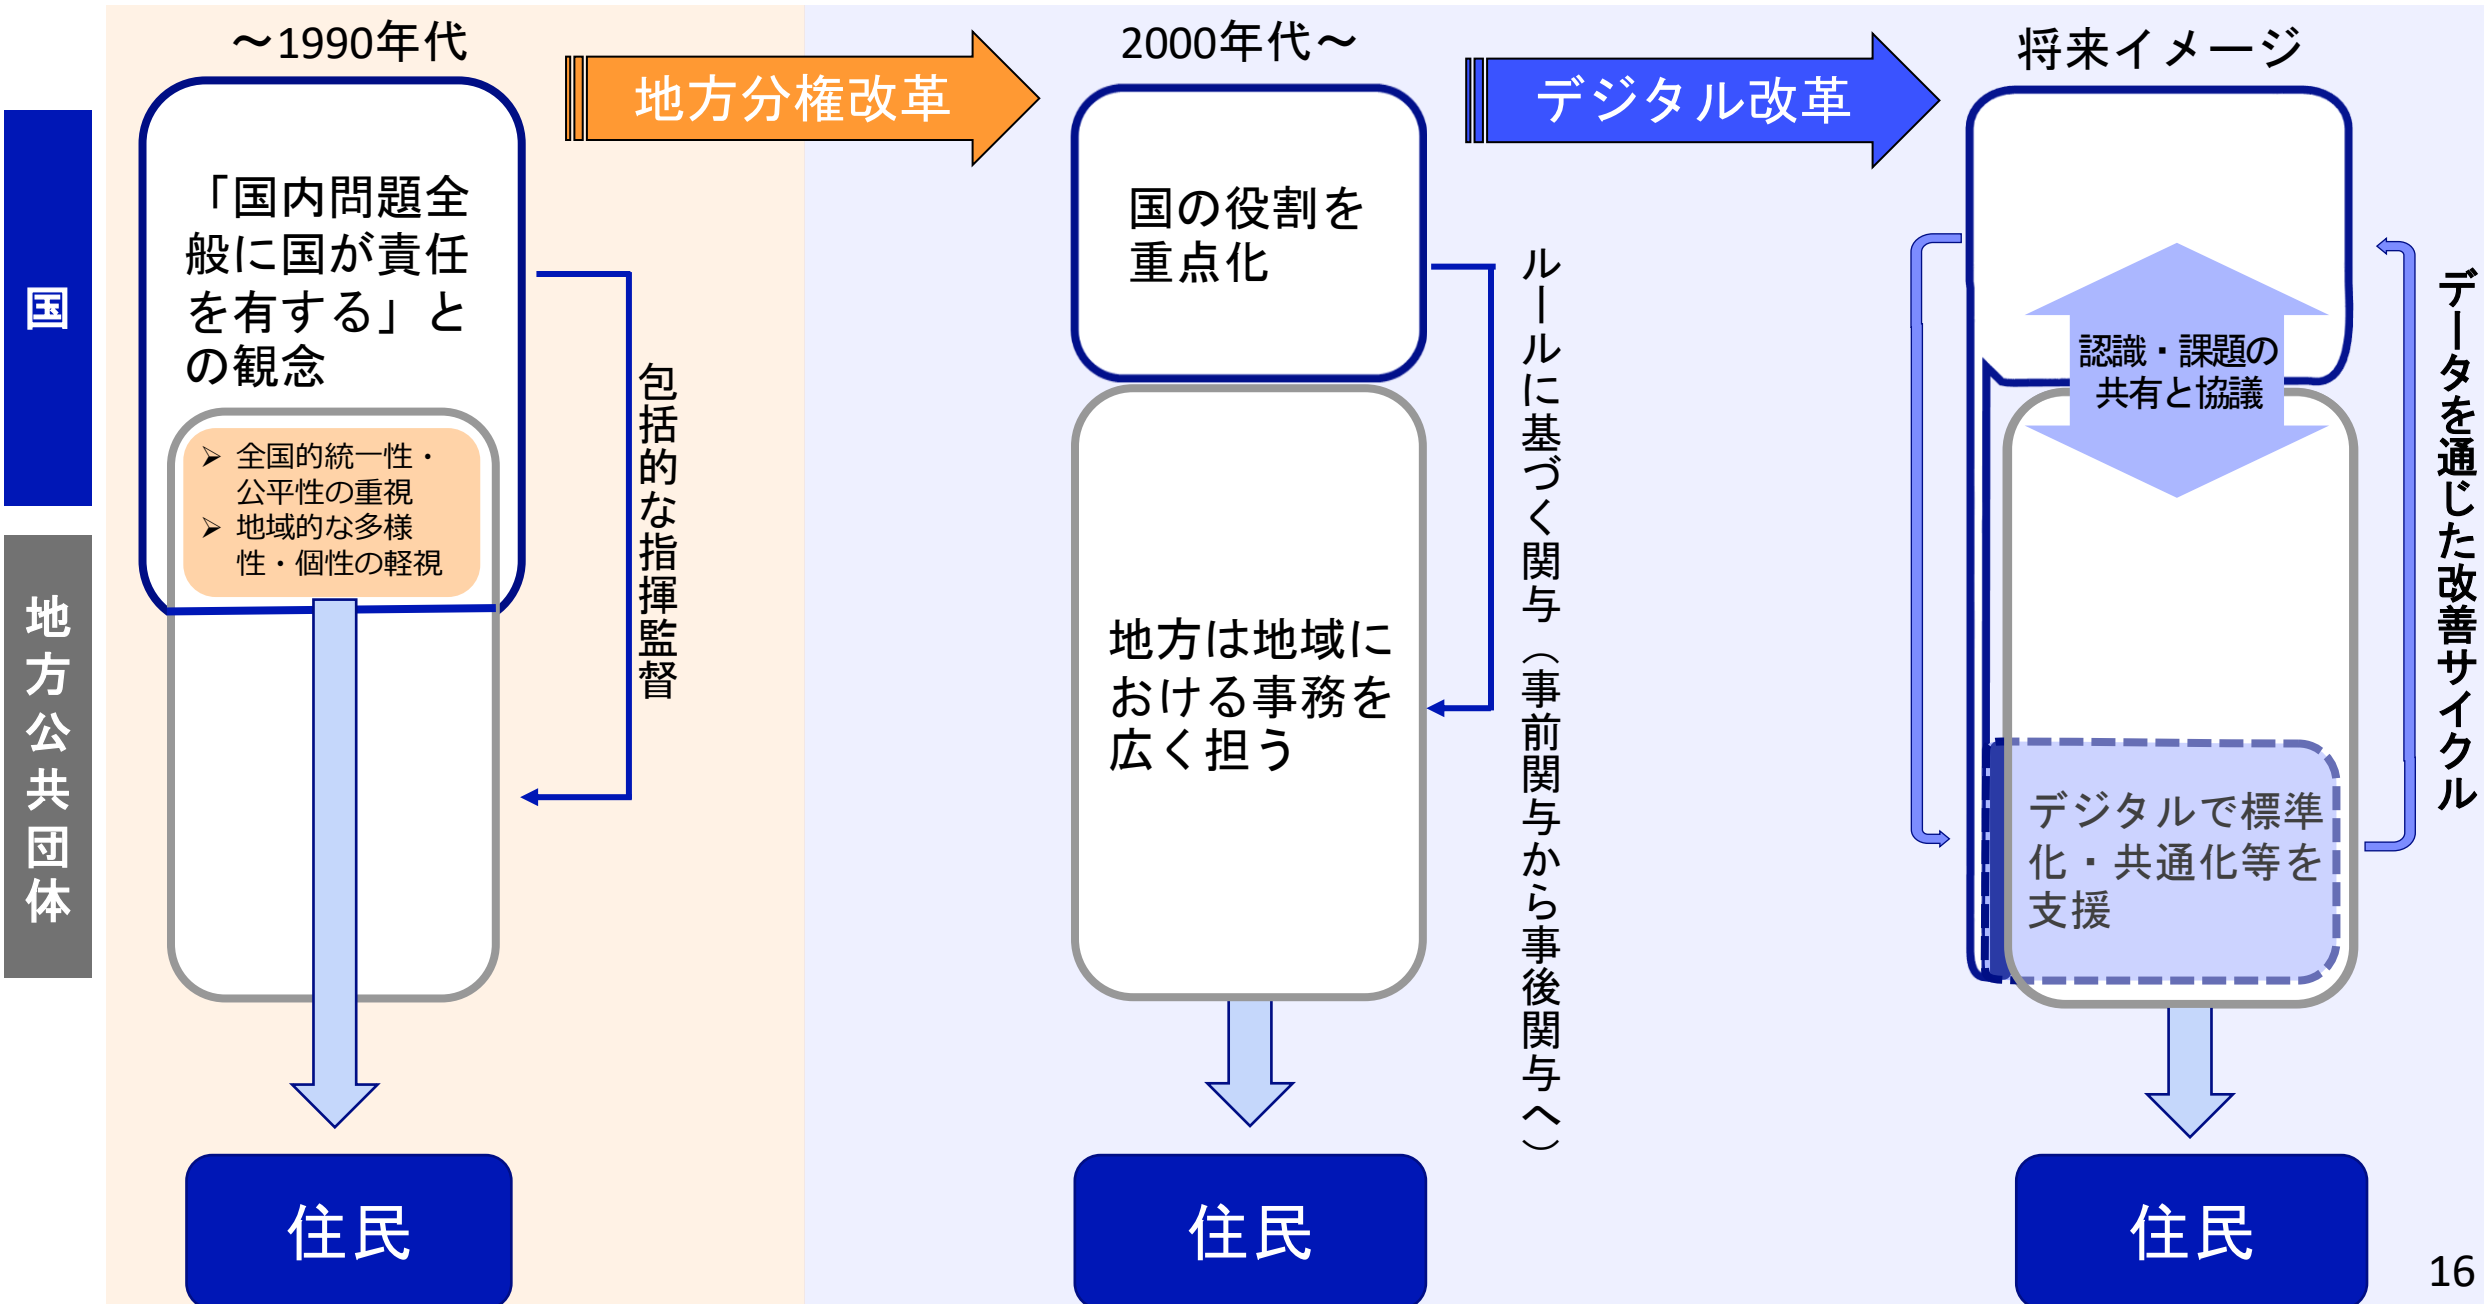 ～1990年代
地方分権改革
2000年代～
デジタル改革
将来イメージ
国
地方公共団体
「国内問題全
般に国が責任
を有する」と
の観念
➢ 全国的統一性・
公平性の重視
➢ 地域的な多様
性・個性の軽視
包括的な指揮監督
住民
国の役割を
重点化
地方は地域に
おける事務を
広く担う
ルールに基づく関与（事前関与から事後関与へ）
住民
認識・課題の
共有と協議
デジタルで標準
化・共通化等を
支援
データを通じた改善サイクル
住民
16